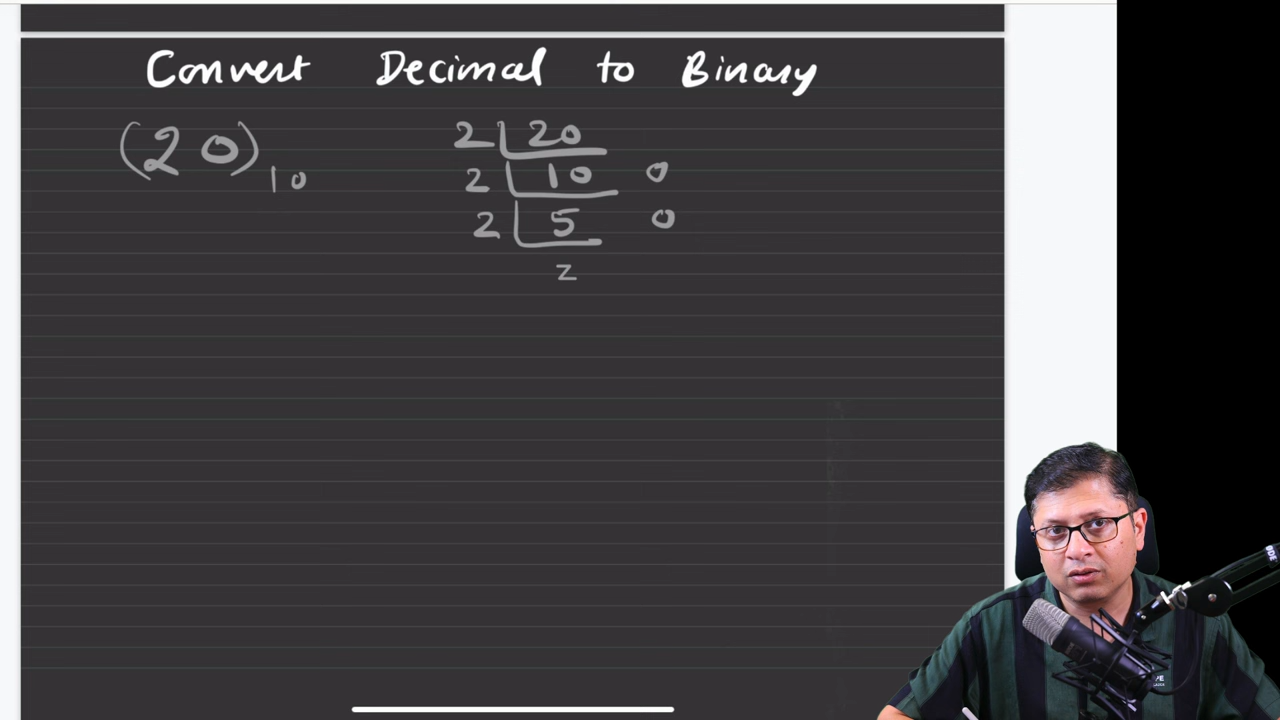 Convert Decimal to Binary
(20)10
2 20
2 10 0
2 5 0
2